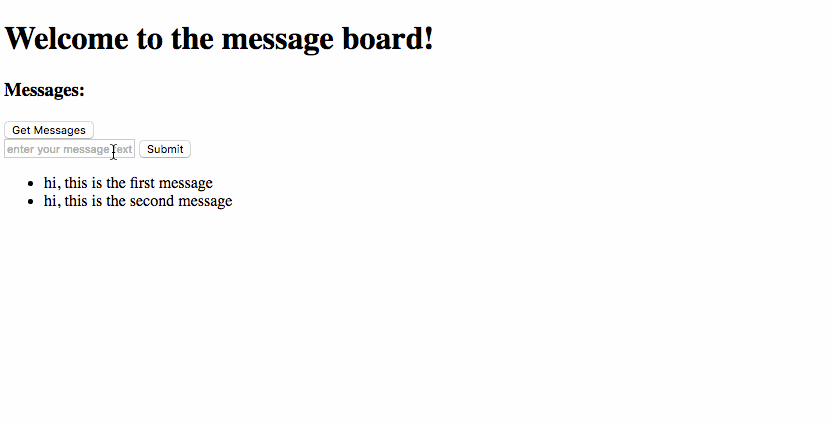 Welcome to the message board!
Messages:
Get Messages
enter your message text Submit
hi, this is the first message
hi, this is the second message